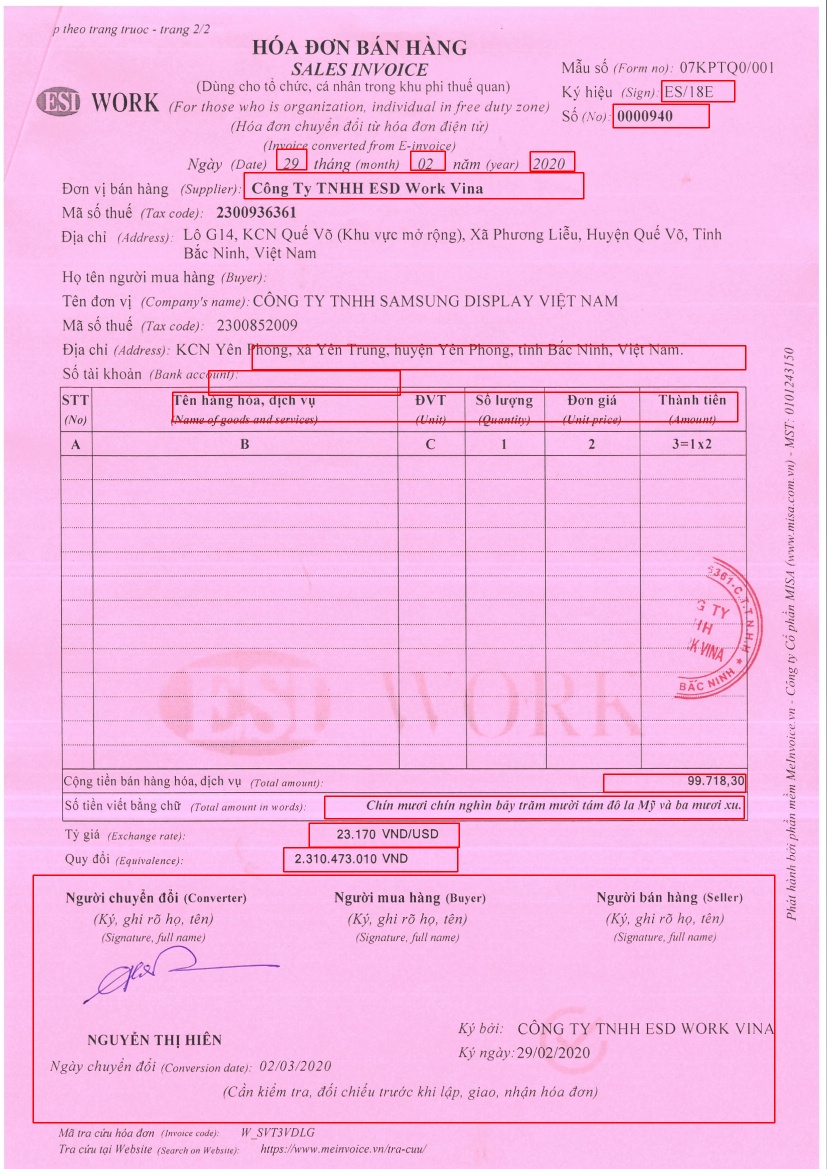 p theo trang truoc - trang 2/2
HÓA ĐƠN BÁN HÀNG
SALES INVOICE
(Dùng cho tổ chức, cá nhân trong khu phi thuế quan)
(For those who is organization, individual in free duty zone)
(Hóa đơn chuyển đổi từ hóa đơn điện tử)
(Invoice converted from E-invoice)
Mẫu số (Form no): 07KPTQ0/001
Ký hiệu (Sign): ES/18E
Số (No): 0000940
ESD WORK
Ngày (Date) 29 tháng (month) 02 năm (year) 2020
Đơn vị bán hàng (Supplier): Công Ty TNHH ESD Work Vina
Mã số thuế (Tax code): 2300936361
Địa chỉ (Address): Lô G14, KCN Quế Võ (Khu vực mở rộng), Xã Phương Liễu, Huyện Quế Võ, Tỉnh
Bắc Ninh, Việt Nam
Họ tên người mua hàng (Buyer):
Tên đơn vị (Company's name): CÔNG TY TNHH SAMSUNG DISPLAY VIỆT NAM
Mã số thuế (Tax code): 2300852009
Địa chỉ (Address): KCN Yên Phong, xã Yên Trung, huyện Yên Phong, tỉnh Bắc Ninh, Việt Nam.
Số tài khoản (Bank account):
STT Tên hàng hóa, dịch vụ ĐVT Số lượng Đơn giá Thành tiền
(No) (Name of goods and services) (Unit) (Quantity) (Unit price) (Amount)
A B C 1 2 3=1x2
5361-C.T.T.N.H.H
G TY
HH
K VINA
BẮC NINH ★
ESD WORK
Cộng tiền bán hàng hóa, dịch vụ (Total amount): 99.718,30
Số tiền viết bằng chữ (Total amount in words): Chín mươi chín nghìn bảy trăm mười tám đô la Mỹ và ba mươi xu.
Tỷ giá (Exchange rate): 23.170 VND/USD
Quy đổi (Equivalence): 2.310.473.010 VND
Người chuyển đổi (Converter) Người mua hàng (Buyer) Người bán hàng (Seller)
(Ký, ghi rõ họ, tên) (Ký, ghi rõ họ, tên) (Ký, ghi rõ họ, tên)
(Signature, full name) (Signature, full name) (Signature, full name)
NGUYỄN THỊ HIÊN
Ngày chuyển đổi (Conversion date): 02/03/2020
Ký bởi: CÔNG TY TNHH ESD WORK VINA
Ký ngày: 29/02/2020
(Cần kiểm tra, đối chiếu trước khi lập, giao, nhận hóa đơn)
Mã tra cứu hóa đơn (Invoice code): W_SVT3VDLG
Tra cứu tại Website (Search on Website): https://www.meinvoice.vn/tra-cuu/
Phát hành bởi phần mềm MeInvoice.vn - Công ty Cổ phần MISA (www.misa.com.vn) - MST: 0101243150